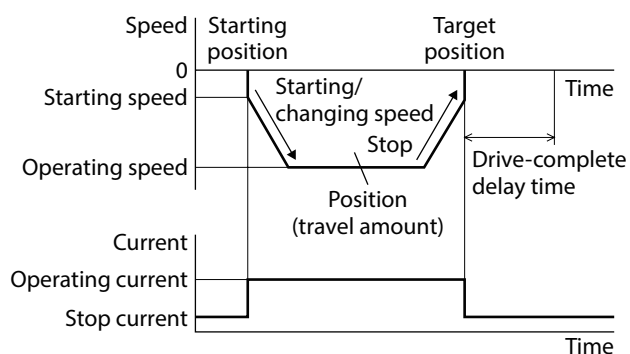 Speed
Starting
position
Target
position
0
Time
Starting speed
Starting/
changing speed
Stop
Operating speed
Drive-complete
delay time
Position
(travel amount)
Current
Operating current
Stop current
Time